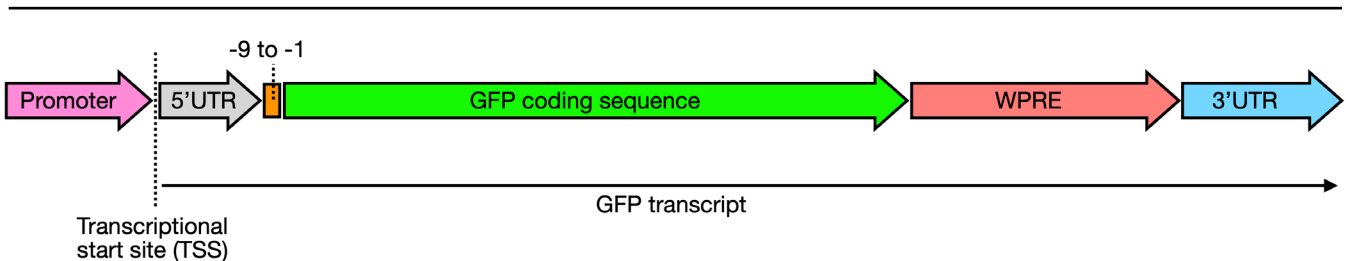 -9 to -1
Promoter
5’UTR
GFP coding sequence
WPRE
3’UTR
GFP transcript
Transcriptional
start site (TSS)